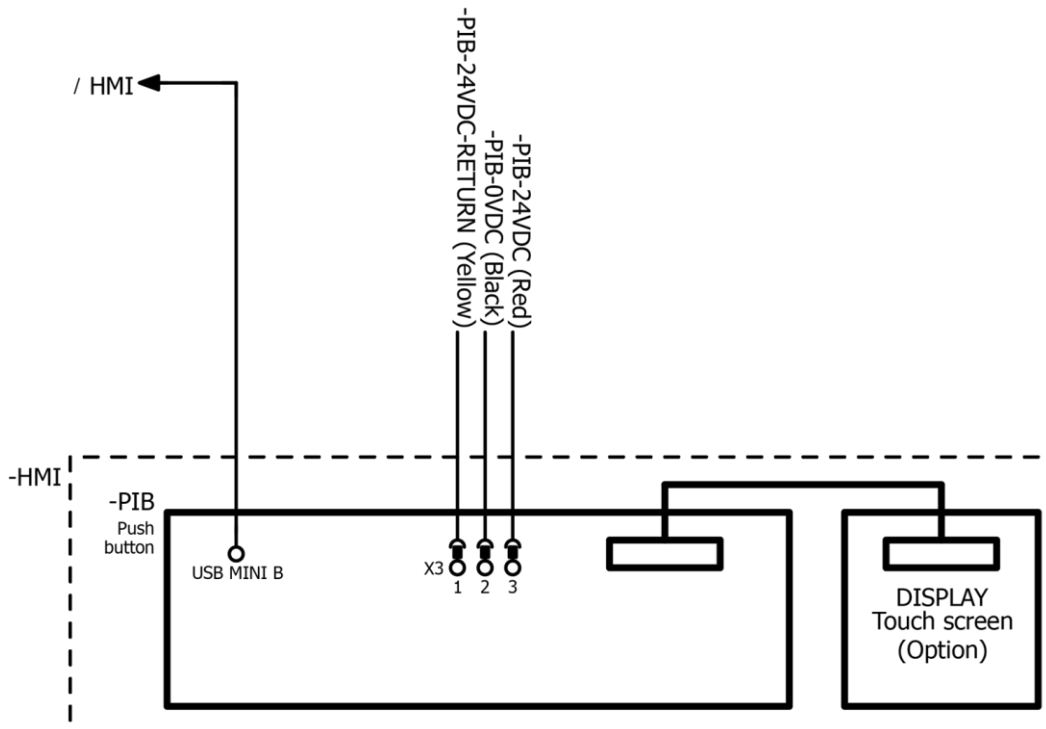 / HMI
-PIB-24VDC-RETURN (Yellow)
-PIB-0VDC (Black)
-PIB-24VDC (Red)
-HMI
-PIB
Push
button
USB MINI B
X3
1
2
3
DISPLAY
Touch screen
(Option)